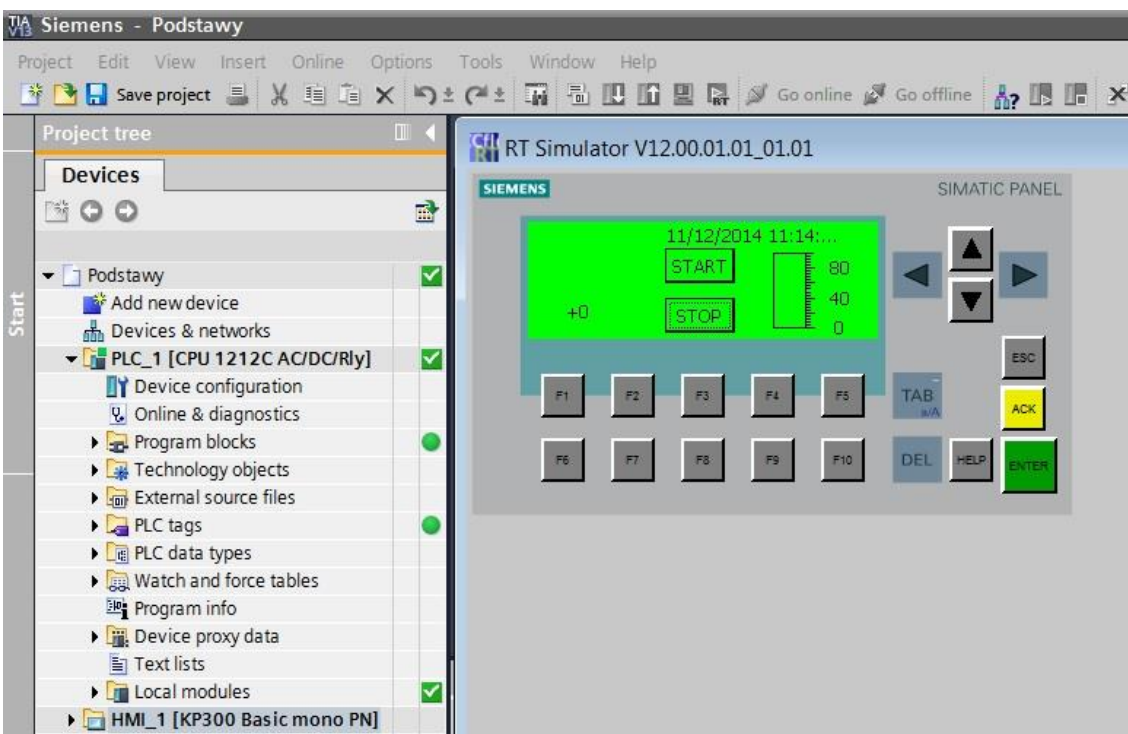 TIA V13 Siemens - Podstawy
Project Edit View Insert Online Options Tools Window Help
Save project Go online Go offline
Start
Project tree
Devices
Podstawy
Add new device
Devices & networks
PLC_1 [CPU 1212C AC/DC/Rly]
Device configuration
Online & diagnostics
Program blocks
Technology objects
External source files
PLC tags
PLC data types
Watch and force tables
Program info
Device proxy data
Text lists
Local modules
HMI_1 [KP300 Basic mono PN]
RT Simulator V12.00.01.01_01.01
SIEMENS SIMATIC PANEL
11/12/2014 11:14:...
START 80
40
+0 STOP
0
ESC
F1 F2 F3 F4 F5 TAB a/A ACK
F6 F7 F8 F9 F10 DEL HELP ENTER